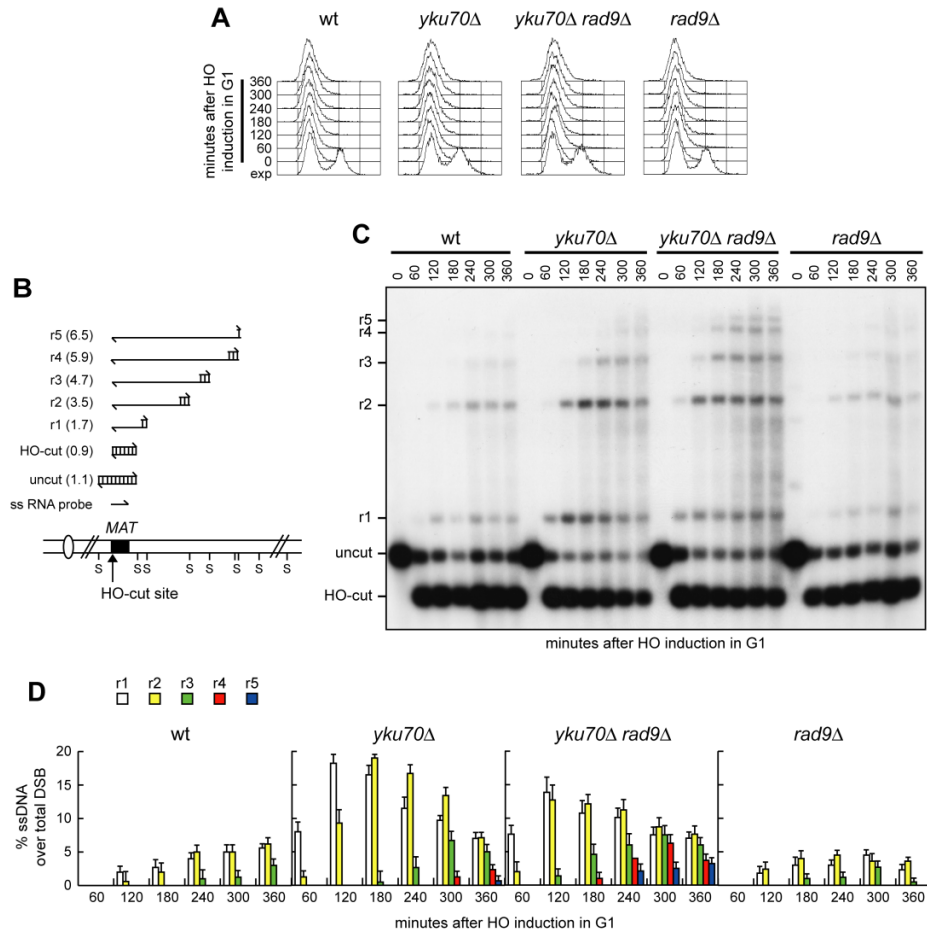 A
wt
yku70Δ
yku70Δ rad9Δ
rad9Δ
minutes after HO
induction in G1
360
300
240
180
120
60
0
exp
B
r5 (6.5)
r4 (5.9)
r3 (4.7)
r2 (3.5)
r1 (1.7)
HO-cut (0.9)
uncut (1.1)
ss RNA probe
MAT
S S S S S S S S S
HO-cut site
C
wt
yku70Δ
yku70Δ rad9Δ
rad9Δ
0 60 120 180 240 300 360 0 60 120 180 240 300 360 0 60 120 180 240 300 360 0 60 120 180 240 300 360
r5
r4
r3
r2
r1
uncut
HO-cut
minutes after HO induction in G1
D
r1 r2 r3 r4 r5
wt
yku70Δ
yku70Δ rad9Δ
rad9Δ
% ssDNA
over total DSB
20
15
10
5
0
60 120 180 240 300 360 60 120 180 240 300 360 60 120 180 240 300 360 60 120 180 240 300 360
minutes after HO induction in G1